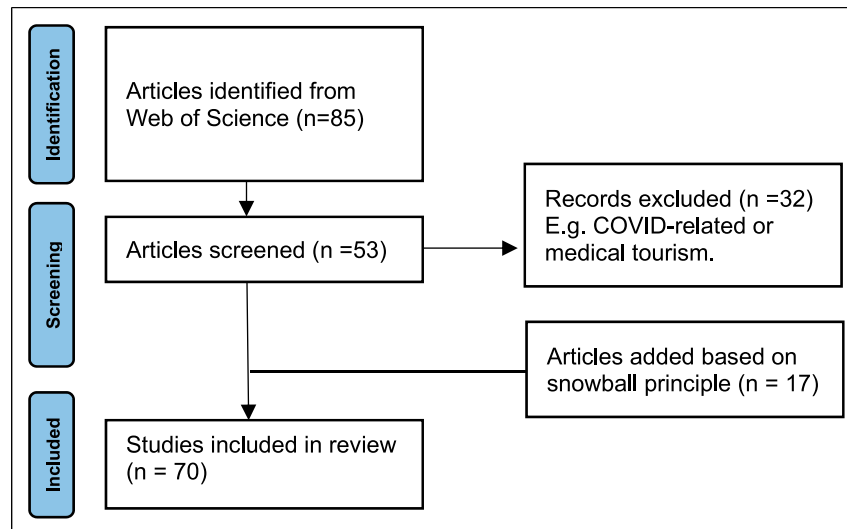 Identification
Articles identified from
Web of Science (n=85)
Screening
Articles screened (n =53)
Records excluded (n =32)
E.g. COVID-related or
medical tourism.
Articles added based on
snowball principle (n = 17)
Included
Studies included in review
(n = 70)